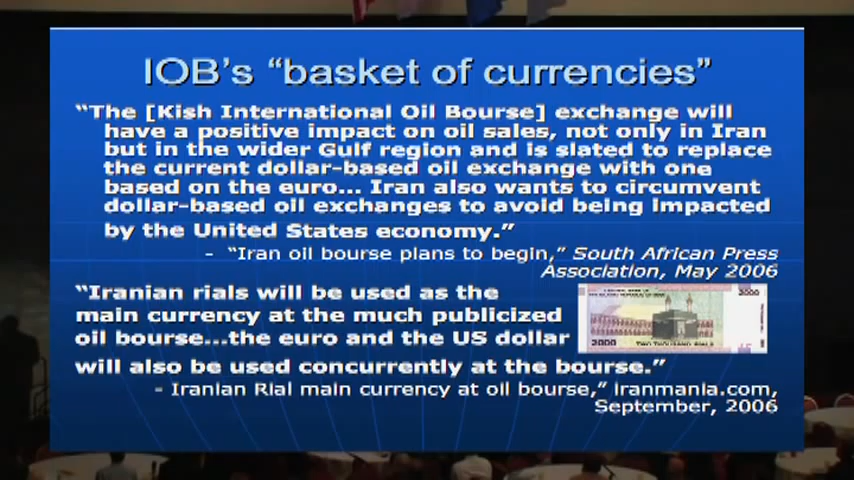 IOB's "basket of currencies"
"The [Kish International Oil Bourse] exchange will
have a positive impact on oil sales, not only in Iran
but in the wider Gulf region and is slated to replace
the current dollar-based oil exchange with one
based on the euro... Iran also wants to circumvent
dollar-based oil exchanges to avoid being impacted
by the United States economy."
- "Iran oil bourse plans to begin," South African Press
Association, May 2006
"Iranian rials will be used as the
main currency at the much publicized
oil bourse...the euro and the US dollar
will also be used concurrently at the bourse."
2000
2000
TWO THOUSAND RIALS
- Iranian Rial main currency at oil bourse," iranmania.com,
September, 2006